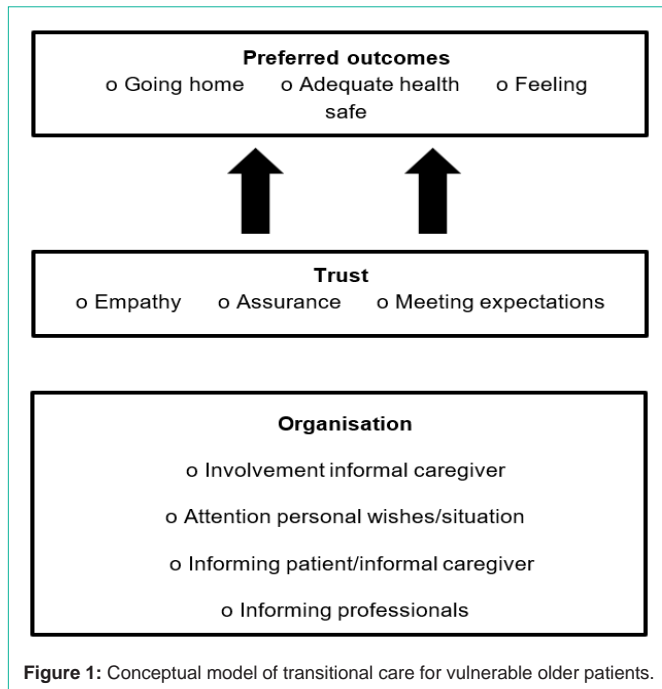 Preferred outcomes
o Going home o Adequate health o Feeling
safe
Trust
o Empathy o Assurance o Meeting expectations
Organisation
o Involvement informal caregiver
o Attention personal wishes/situation
o Informing patient/informal caregiver
o Informing professionals
Figure 1: Conceptual model of transitional care for vulnerable older patients.